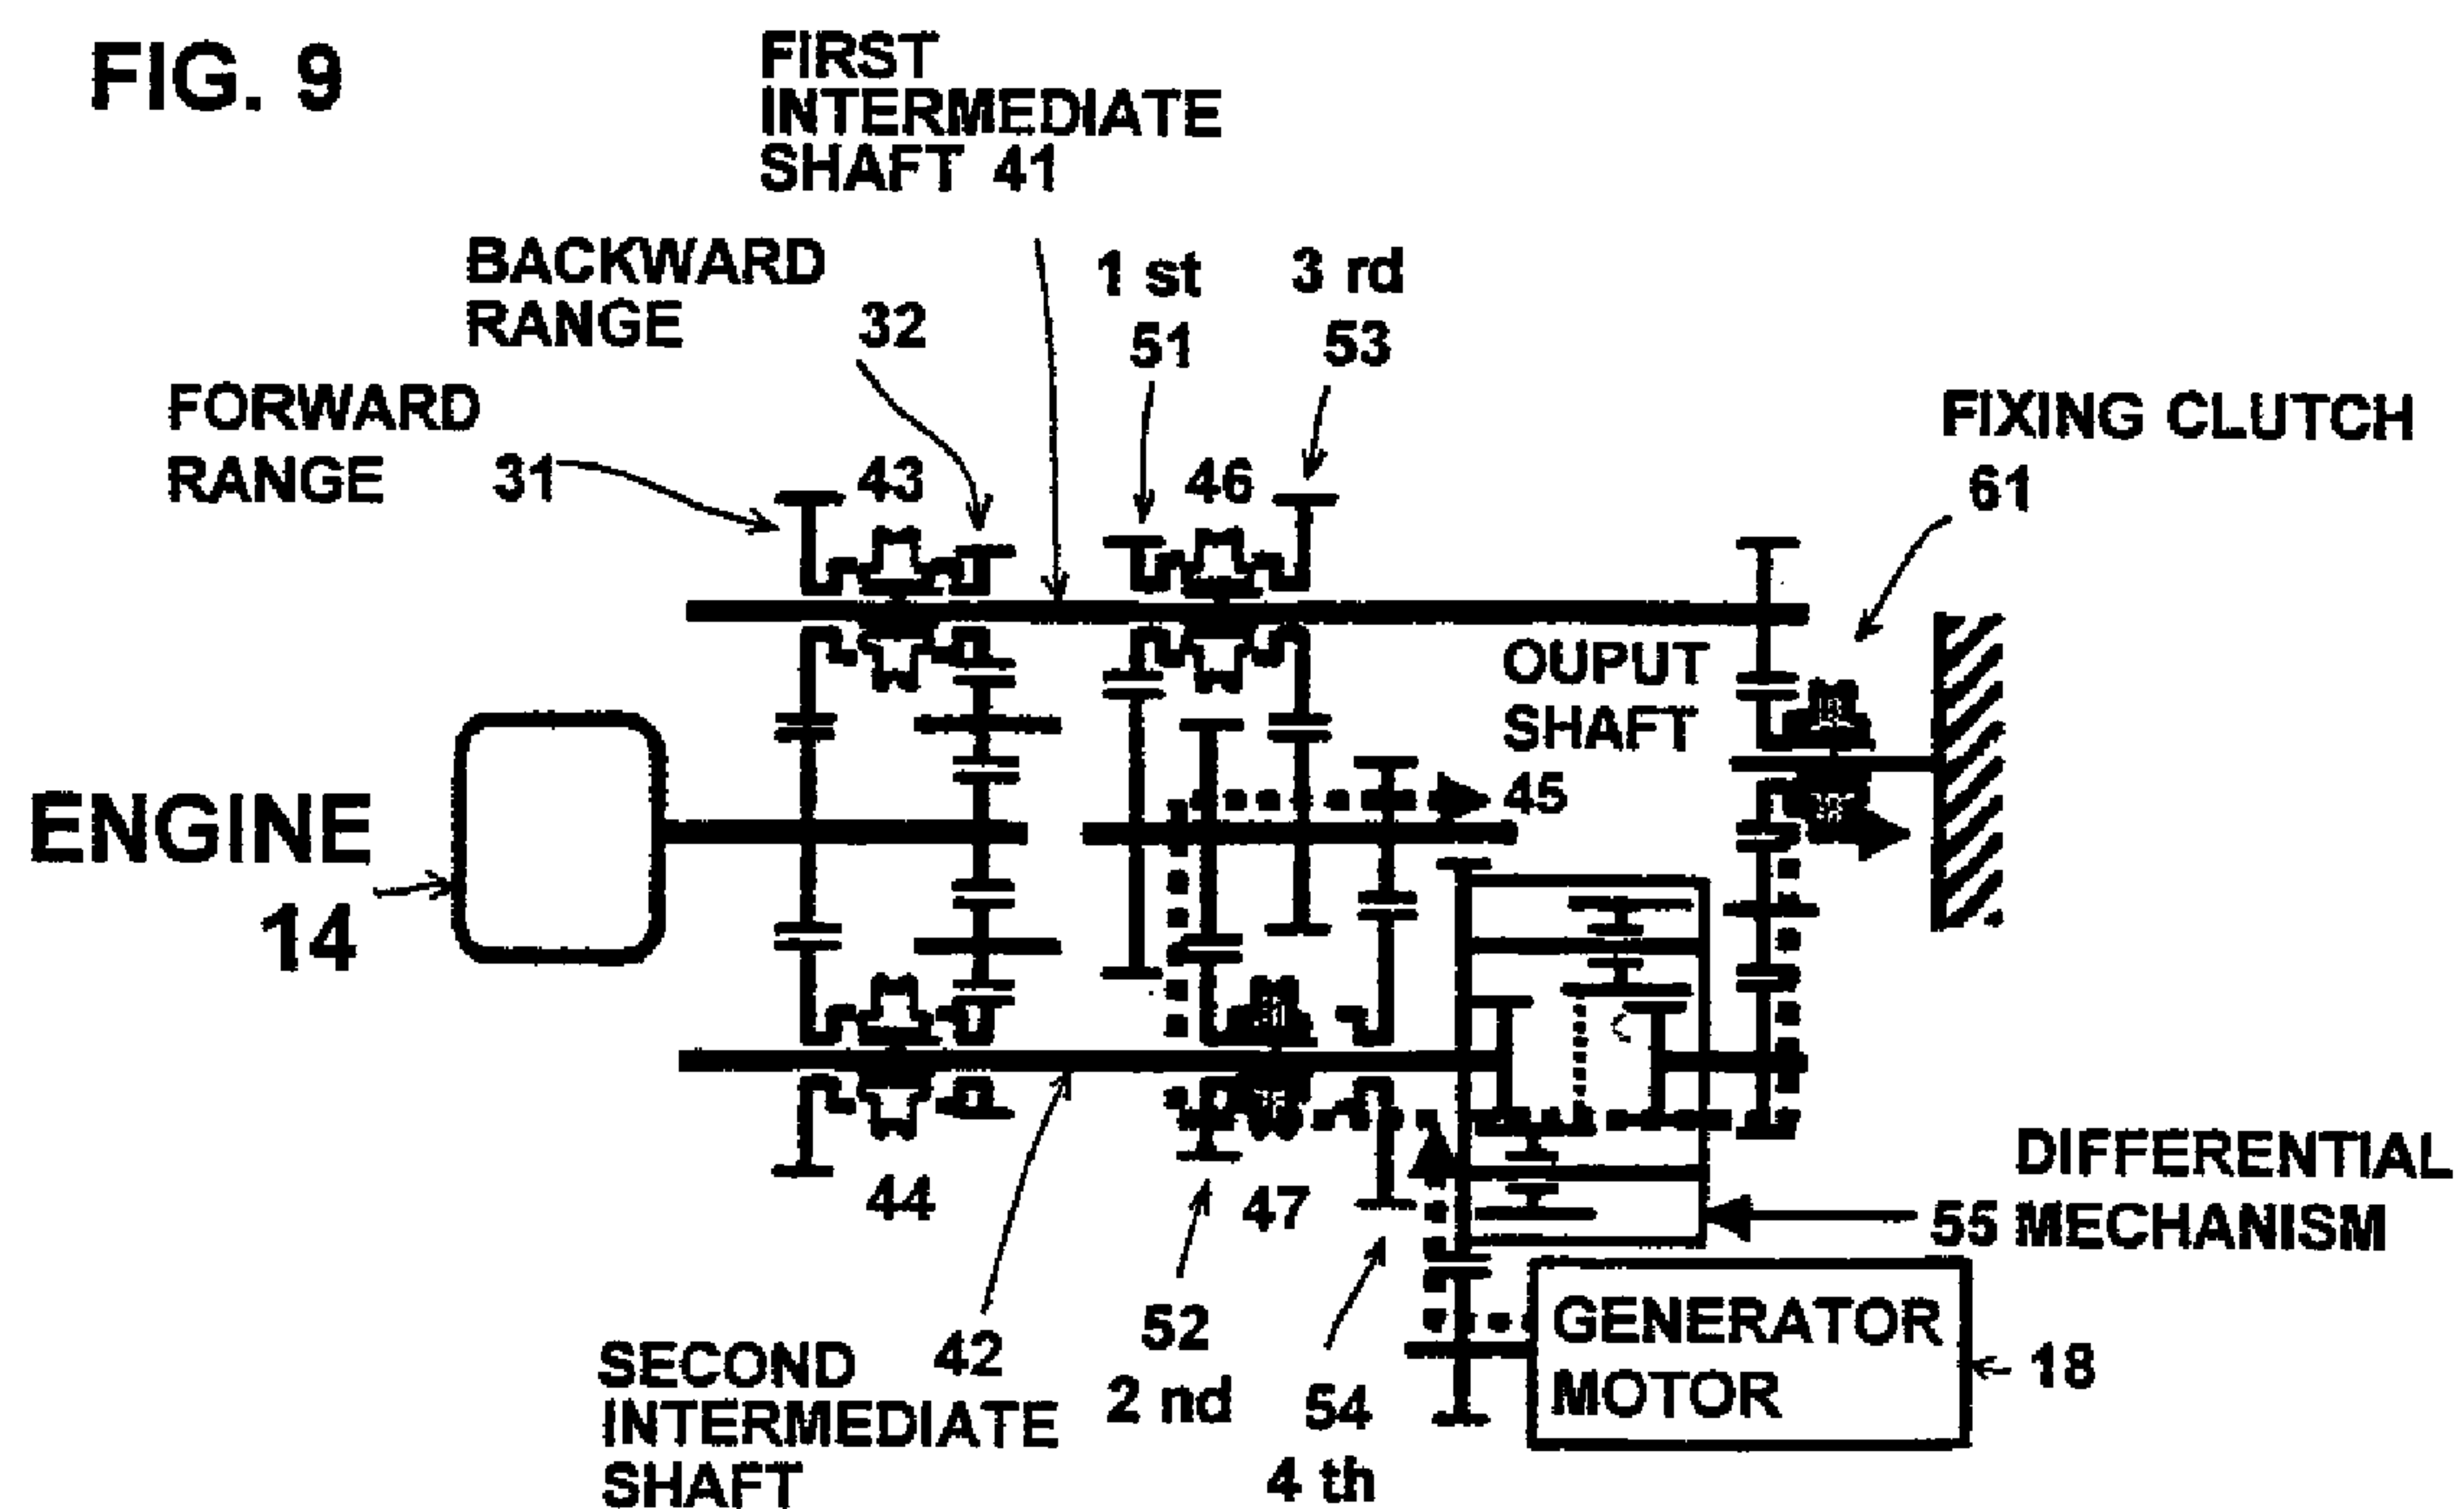 FIG. 9
FIRST
INTERMEDIATE
SHAFT 41
BACKWARD
RANGE 32
1 st
51
3 rd
53
FORWARD
RANGE 31
43
46
FIXING CLUTCH
61
OUPUT
SHAFT
45
ENGINE
14
44
47
DIFFERENTIAL
55 MECHANISM
52
2 nd
54
4 th
SECOND 42
INTERMEDIATE
SHAFT
GENERATOR
MOTOR
18